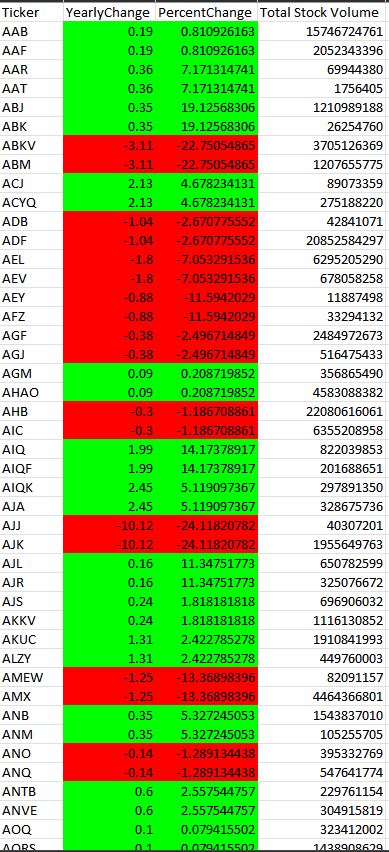 Ticker YearlyChange PercentChange Total Stock Volume
AAB 0.19 0.810926163 15746724761
AAF 0.19 0.810926163 2052343396
AAR 0.36 7.171314741 69944380
AAT 0.36 7.171314741 1756405
ABJ 0.35 19.12568306 1210989188
ABK 0.35 19.12568306 26254760
ABKV -3.11 -22.75054865 3705126369
ABM -3.11 -22.75054865 1207655775
ACJ 2.13 4.678234131 89073359
ACYQ 2.13 4.678234131 275188220
ADB -1.04 -2.670775552 42841071
ADF -1.04 -2.670775552 20852584297
AEL -1.8 -7.053291536 6295205290
AEV -1.8 -7.053291536 678058258
AEY -0.88 -11.5942029 11887498
AFZ -0.88 -11.5942029 33294132
AGF -0.38 -2.496714849 2484972673
AGJ -0.38 -2.496714849 516475433
AGM 0.09 0.208719852 356865490
AHAO 0.09 0.208719852 4583088382
AHB -0.3 -1.186708861 22080616061
AIC -0.3 -1.186708861 6355208958
AIQ 1.99 14.17378917 822039853
AIQF 1.99 14.17378917 201688651
AIQK 2.45 5.119097367 297891350
AJA 2.45 5.119097367 328675736
AJJ -10.12 -24.11820782 40307201
AJK -10.12 -24.11820782 1955649763
AJL 0.16 11.34751773 650782599
AJR 0.16 11.34751773 325076672
AJS 0.24 1.818181818 696906032
AKKV 0.24 1.818181818 1116130852
AKUC 1.31 2.422785278 1910841993
ALZY 1.31 2.422785278 449760003
AMEW -1.25 -13.36898396 82091157
AMX -1.25 -13.36898396 4464366801
ANB 0.35 5.327245053 1543837010
ANM 0.35 5.327245053 105255705
ANO -0.14 -1.289134438 395332769
ANQ -0.14 -1.289134438 547641774
ANTB 0.6 2.557544757 229761154
ANVE 0.6 2.557544757 304915819
AOQ 0.1 0.079415502 323412002
AORS 0.1 0.079415502 1438908629